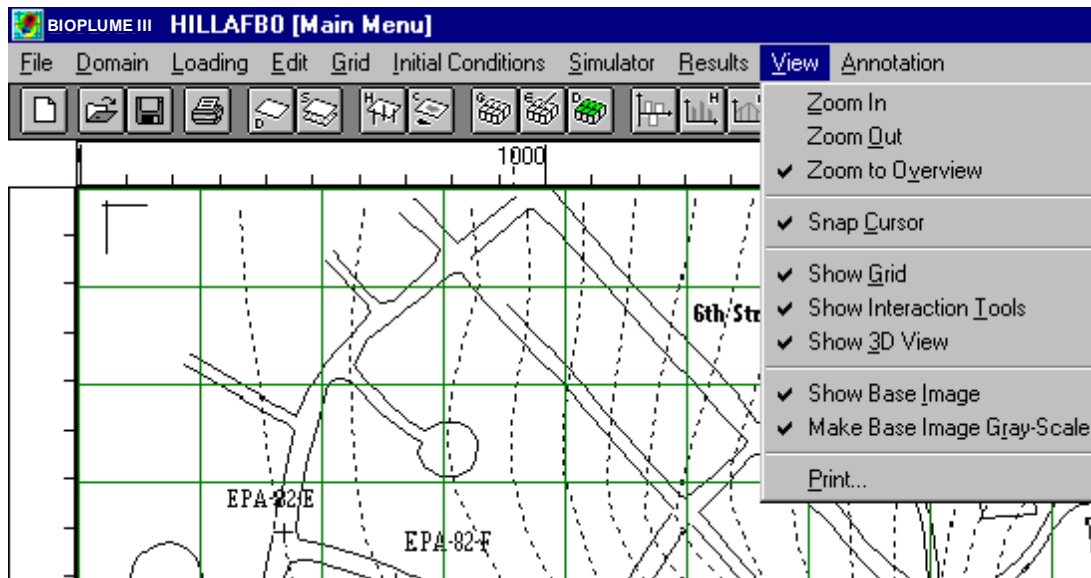 BIOPLUME III HILLAFB0 [Main Menu]
File Domain Loading Edit Grid Initial Conditions Simulator Results View Annotation
D S H C G E D H
Zoom In
Zoom Out
Zoom to Overview
Snap Cursor
Show Grid
Show Interaction Tools
Show 3D View
Show Base Image
Make Base Image Gray-Scale
Print...
1000
6th Str
EPA-82-E
EPA-82-F